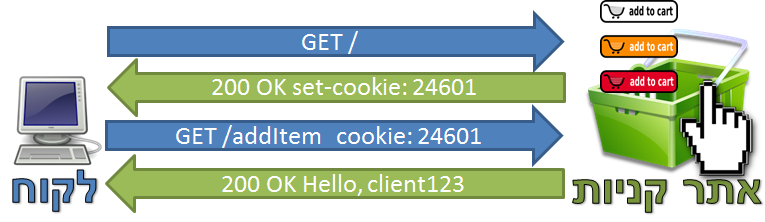 add to cart
add to cart
add to cart
GET /
200 OK set-cookie: 24601
GET /addItem cookie: 24601
200 OK Hello, client123
לקוח
אתר קניות